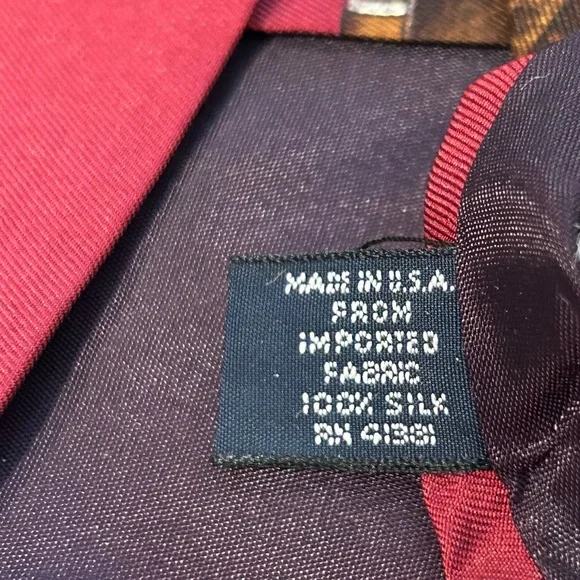 MADE IN U.S.A.
FROM
IMPORTED
FABRIC
100% SILK
RN 41381